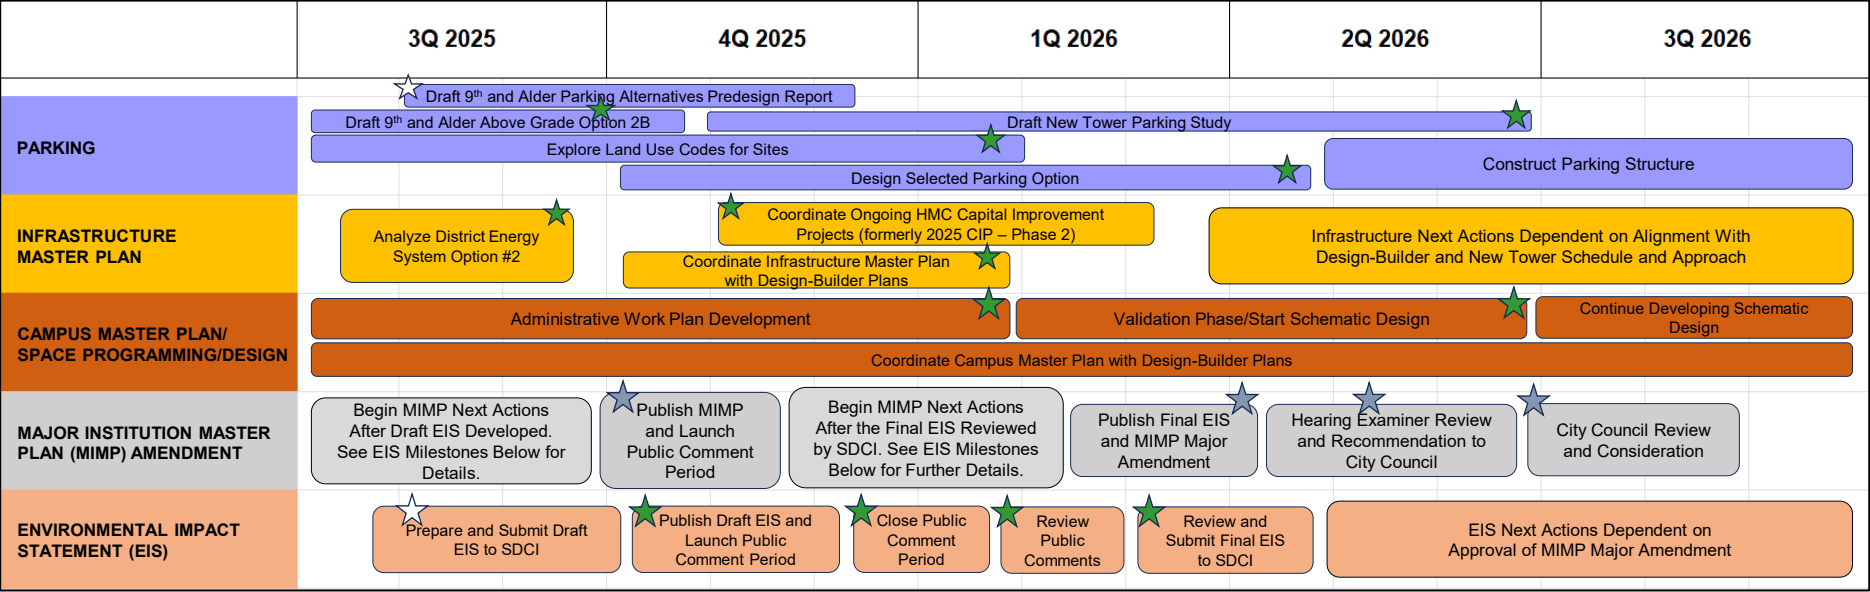 3Q 2025
4Q 2025
1Q 2026
2Q 2026
3Q 2026
PARKING
Draft 9th and Alder Parking Alternatives Predesign Report
Draft 9th and Alder Above Grade Option 2B
Draft New Tower Parking Study
Explore Land Use Codes for Sites
Design Selected Parking Option
Construct Parking Structure
INFRASTRUCTURE
MASTER PLAN
Analyze District Energy
System Option #2
Coordinate Ongoing HMC Capital Improvement
Projects (formerly 2025 CIP – Phase 2)
Coordinate Infrastructure Master Plan
with Design-Builder Plans
Infrastructure Next Actions Dependent on Alignment With
Design-Builder and New Tower Schedule and Approach
CAMPUS MASTER PLAN/
SPACE PROGRAMMING/DESIGN
Administrative Work Plan Development
Validation Phase/Start Schematic Design
Continue Developing Schematic
Design
Coordinate Campus Master Plan with Design-Builder Plans
MAJOR INSTITUTION MASTER
PLAN (MIMP) AMENDMENT
Begin MIMP Next Actions
After Draft EIS Developed.
See EIS Milestones Below for
Details.
Publish MIMP
and Launch
Public Comment
Period
Begin MIMP Next Actions
After the Final EIS Reviewed
by SDCI. See EIS Milestones
Below for Further Details.
Publish Final EIS
and MIMP Major
Amendment
Hearing Examiner Review
and Recommendation to
City Council
City Council Review
and Consideration
ENVIRONMENTAL IMPACT
STATEMENT (EIS)
Prepare and Submit Draft
EIS to SDCI
Publish Draft EIS and
Launch Public
Comment Period
Close Public
Comment
Period
Review
Public
Comments
Review and
Submit Final EIS
to SDCI
EIS Next Actions Dependent on
Approval of MIMP Major Amendment